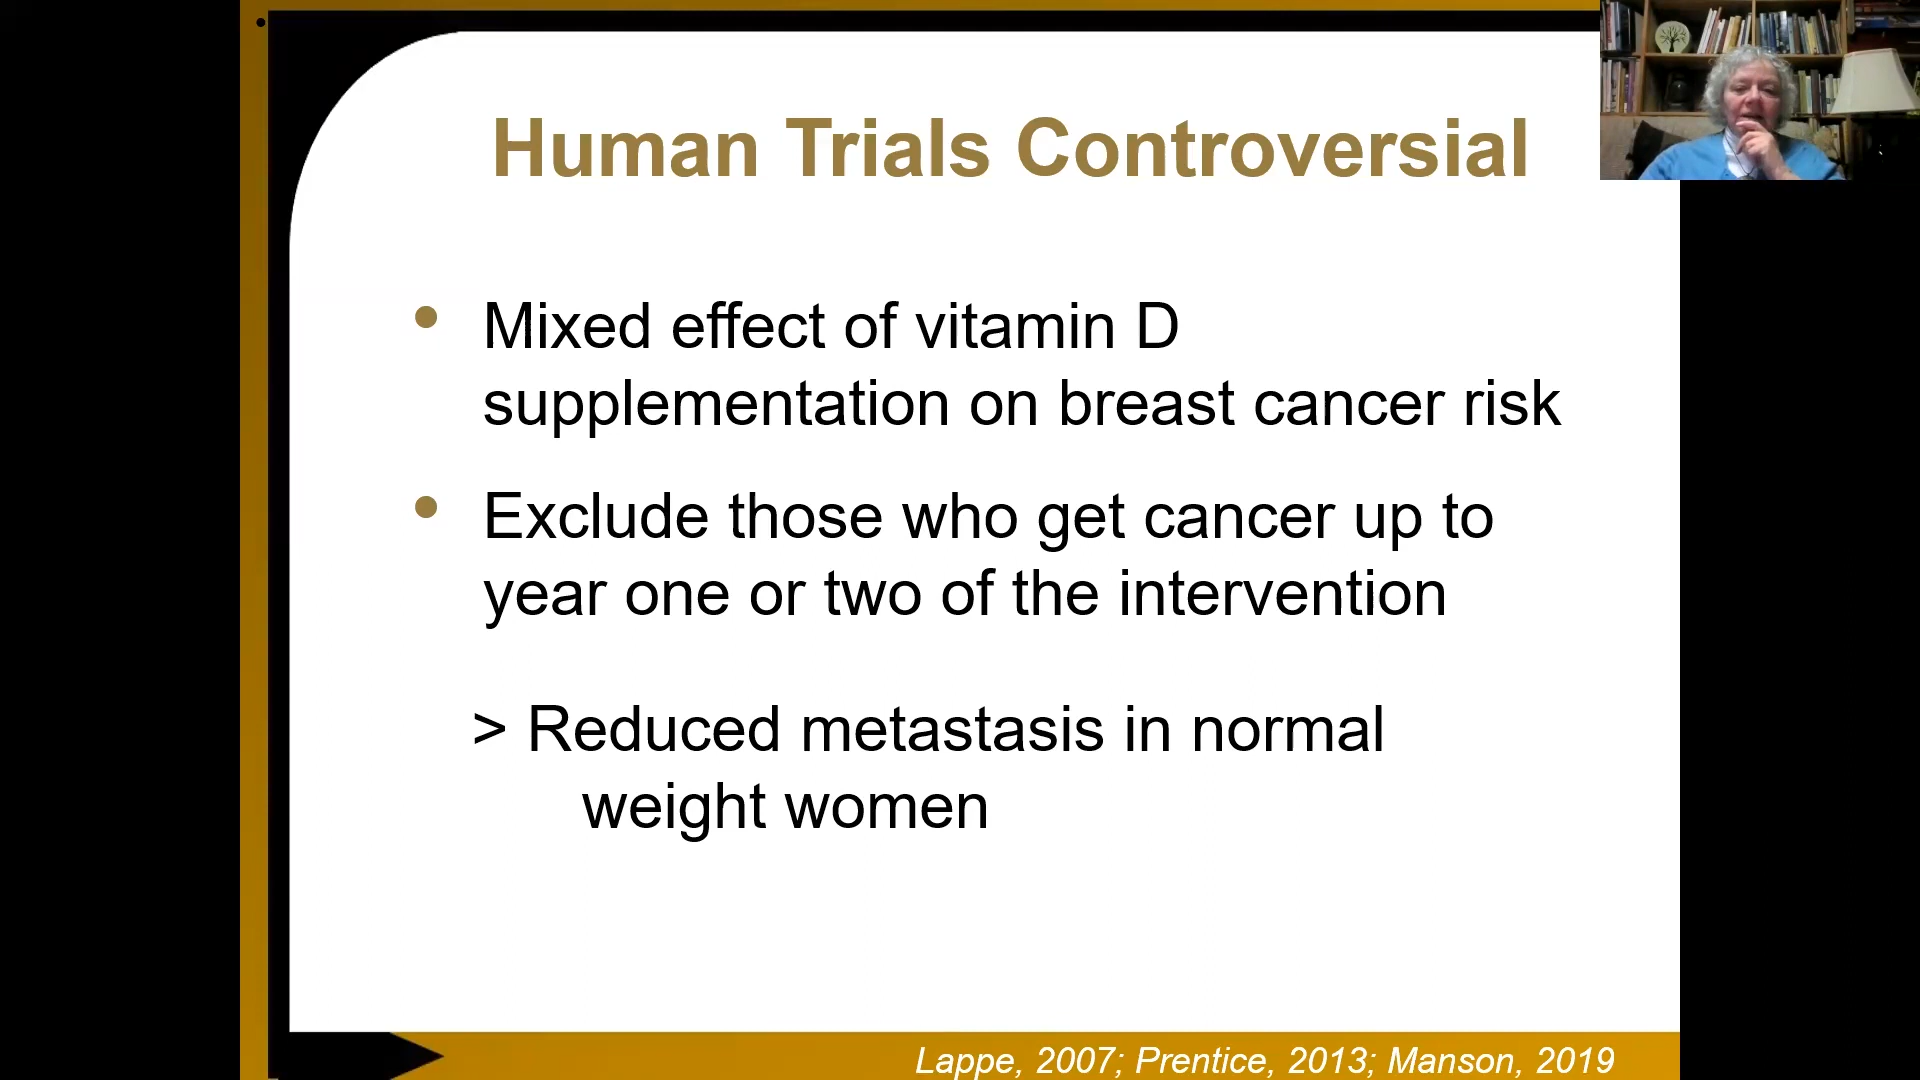 Human Trials Controversial
• Mixed effect of vitamin D
supplementation on breast cancer risk
• Exclude those who get cancer up to
year one or two of the intervention
> Reduced metastasis in normal
weight women
Lappe, 2007; Prentice, 2013; Manson, 2019